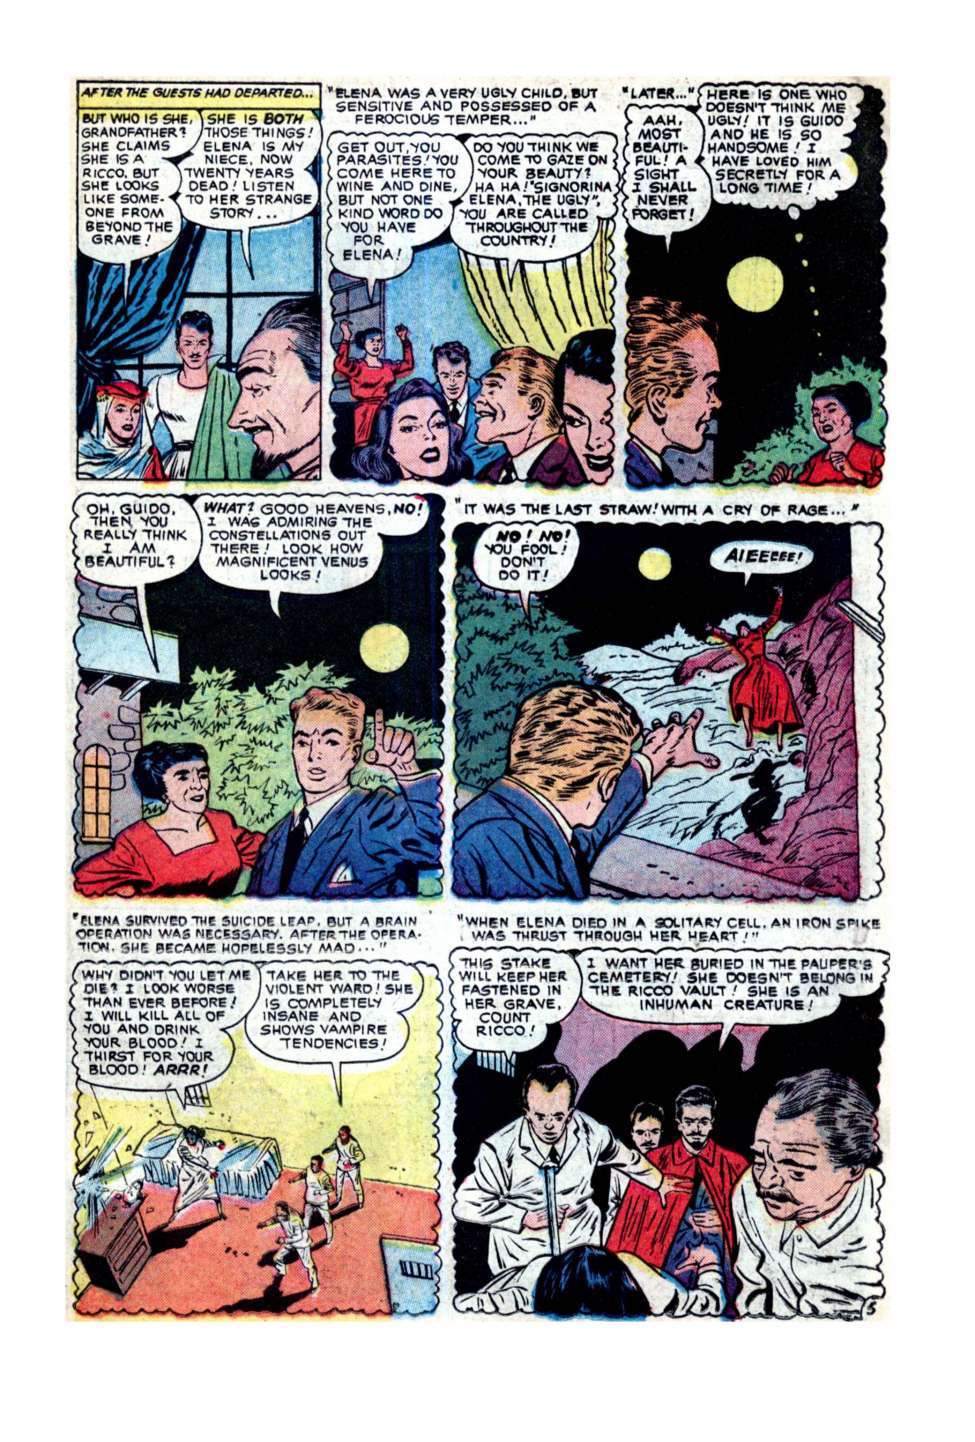 AFTER THE GUESTS HAD DEPARTED...
BUT WHO IS SHE,
GRANDFATHER?
SHE CLAIMS
SHE IS A
RICCO, BUT
SHE LOOKS
LIKE SOME-
ONE FROM
BEYOND THE
GRAVE!
SHE IS BOTH
THOSE THINGS!
ELENA IS MY
NIECE, NOW
TWENTY YEARS
DEAD! LISTEN
TO HER STRANGE
STORY...
"ELENA WAS A VERY UGLY CHILD, BUT
SENSITIVE AND POSSESSED OF A
FEROCIOUS TEMPER..."
GET OUT, YOU
PARASITES! YOU
COME HERE TO
WINE AND DINE,
BUT NOT ONE
KIND WORD DO
YOU HAVE
FOR
ELENA!
DO YOU THINK WE
COME TO GAZE ON
YOUR BEAUTY?
HA HA! "SIGNORINA
ELENA, THE UGLY",
YOU ARE CALLED
THROUGHOUT THE
COUNTRY!
"LATER..."
AAH,
MOST
BEAUTI-
FUL! A
SIGHT
I SHALL
NEVER
FORGET!
HERE IS ONE WHO
DOESN'T THINK ME
UGLY! IT IS GUIDO
AND HE IS SO
HANDSOME! I
HAVE LOVED HIM
SECRETLY FOR A
LONG TIME!
OH, GUIDO,
THEN, YOU
REALLY THINK
I AM
BEAUTIFUL?
WHAT? GOOD HEAVENS, NO!
I WAS ADMIRING THE
CONSTELLATIONS OUT
THERE! LOOK HOW
MAGNIFICENT VENUS
LOOKS!
"IT WAS THE LAST STRAW! WITH A CRY OF RAGE..."
NO! NO!
YOU FOOL!
DON'T
DO IT!
AIEEEEE!
"ELENA SURVIVED THE SUICIDE LEAP, BUT A BRAIN
OPERATION WAS NECESSARY. AFTER THE OPERA-
TION, SHE BECAME HOPELESSLY MAD..."
WHY DIDN'T YOU LET ME
DIE? I LOOK WORSE
THAN EVER BEFORE!
I WILL KILL ALL OF
YOU AND DRINK
YOUR BLOOD! I
THIRST FOR YOUR
BLOOD! ARRR!
TAKE HER TO THE
VIOLENT WARD! SHE
IS COMPLETELY
INSANE AND
SHOWS VAMPIRE
TENDENCIES!
"WHEN ELENA DIED IN A SOLITARY CELL, AN IRON SPIKE
WAS THRUST THROUGH HER HEART!"
THIS STAKE
WILL KEEP HER
FASTENED IN
HER GRAVE,
COUNT
RICCO!
I WANT HER BURIED IN THE PAUPER'S
CEMETERY! SHE DOESN'T BELONG IN
THE RICCO VAULT! SHE IS AN
INHUMAN CREATURE!
5